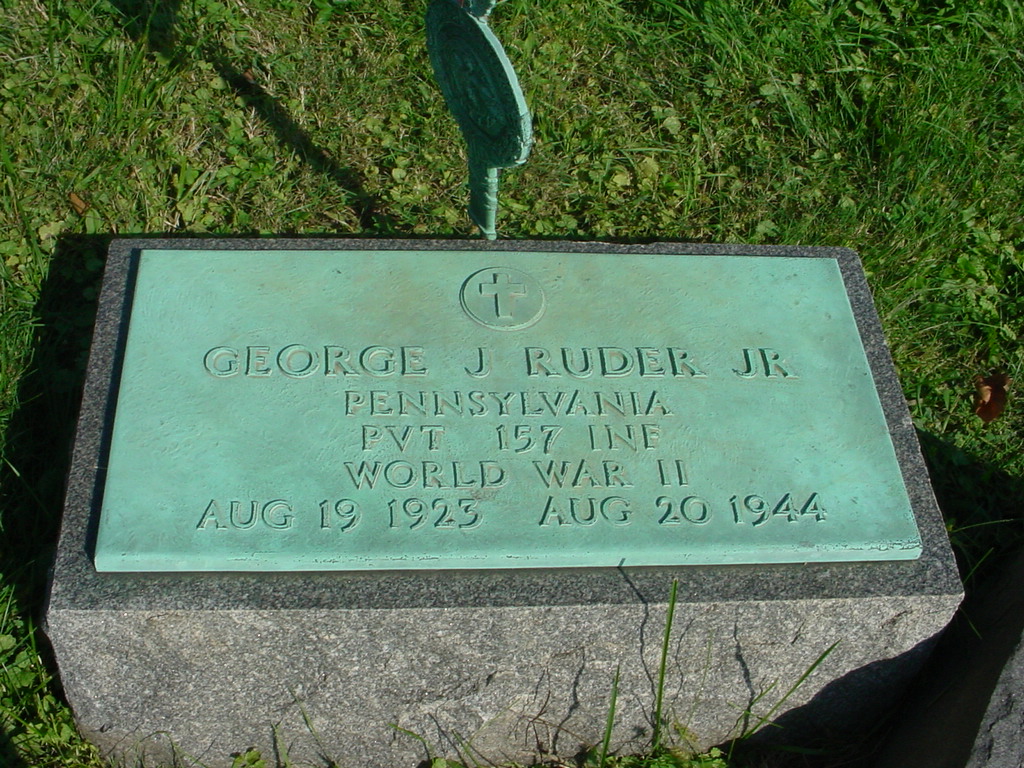 GEORGE J RUDER JR
PENNSYLVANIA
PVT 157 INF
WORLD WAR II
AUG 19 1923 AUG 20 1944